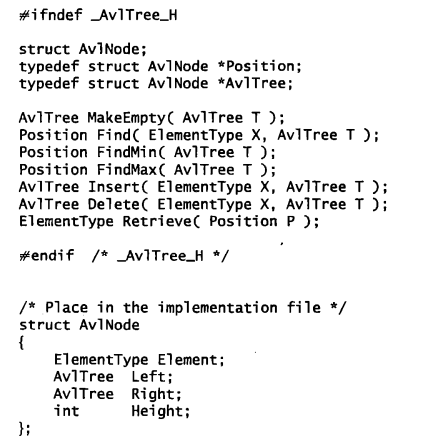 #ifndef _AvlTree_H
struct AvlNode;
typedef struct AvlNode *Position;
typedef struct AvlNode *AvlTree;
AvlTree MakeEmpty( AvlTree T );
Position Find( ElementType X, AvlTree T );
Position FindMin( AvlTree T );
Position FindMax( AvlTree T );
AvlTree Insert( ElementType X, AvlTree T );
AvlTree Delete( ElementType X, AvlTree T );
ElementType Retrieve( Position P );
#endif /* _AvlTree_H */
/* Place in the implementation file */
struct AvlNode
{
ElementType Element;
AvlTree Left;
AvlTree Right;
int Height;
};